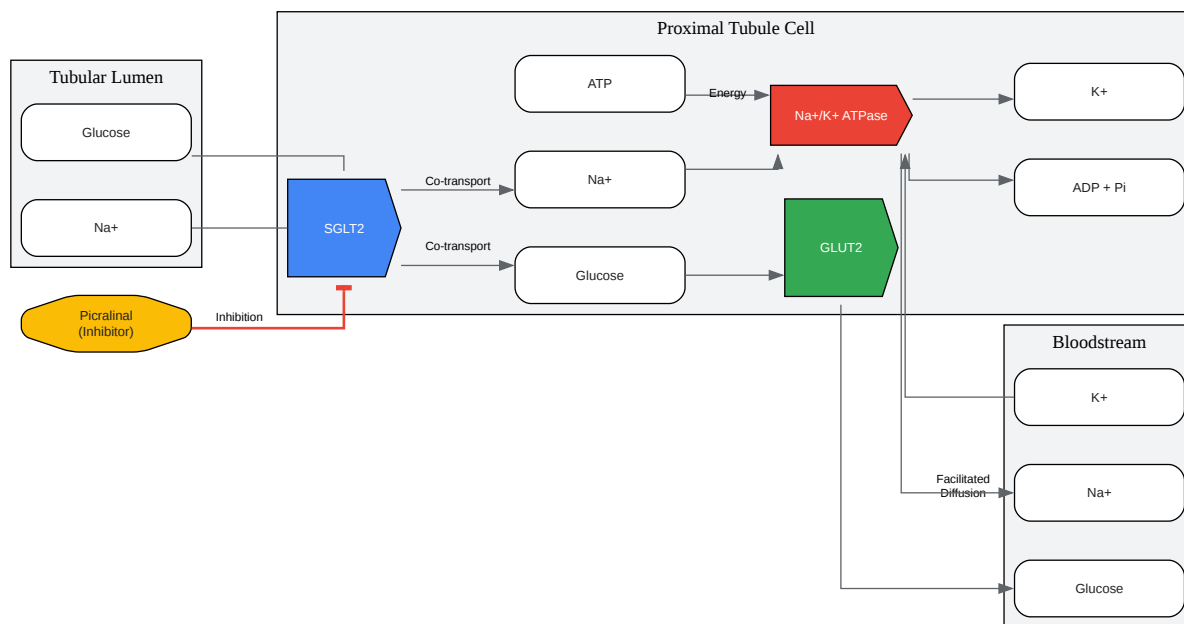 Proximal Tubule Cell
Tubular Lumen
Glucose
Na+
Picralinal
(Inhibitor)
Inhibition
SGLT2
Co-transport
Co-transport
ATP
Na+
Glucose
Energy
Na+/K+ ATPase
GLUT2
K+
ADP + Pi
Bloodstream
K+
Facilitated
Diffusion
Na+
Glucose